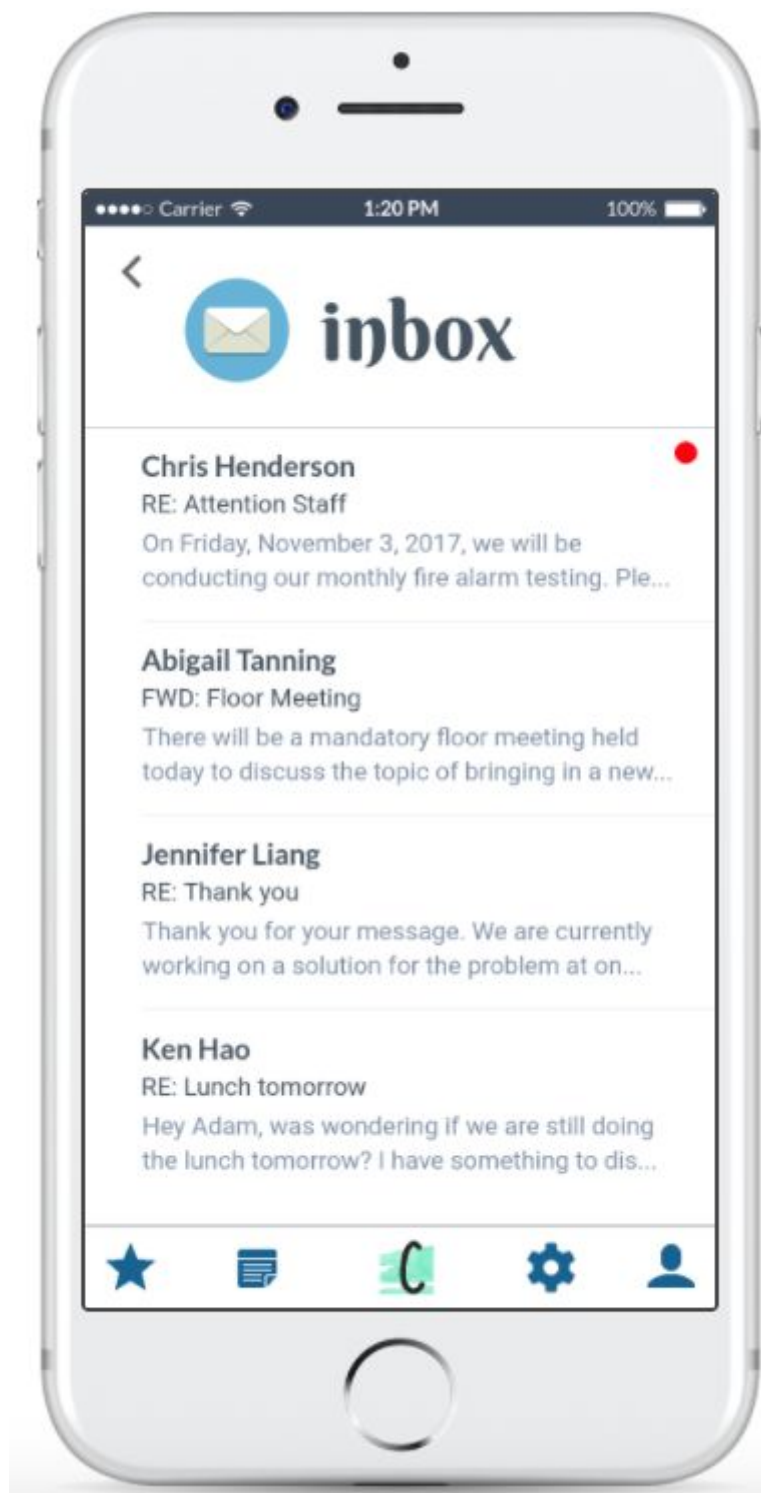 Carrier 1:20 PM 100%
inbox
Chris Henderson
RE: Attention Staff
On Friday, November 3, 2017, we will be
conducting our monthly fire alarm testing. Ple...
Abigail Tanning
FWD: Floor Meeting
There will be a mandatory floor meeting held
today to discuss the topic of bringing in a new...
Jennifer Liang
RE: Thank you
Thank you for your message. We are currently
working on a solution for the problem at on...
Ken Hao
RE: Lunch tomorrow
Hey Adam, was wondering if we are still doing
the lunch tomorrow? I have something to dis...
C